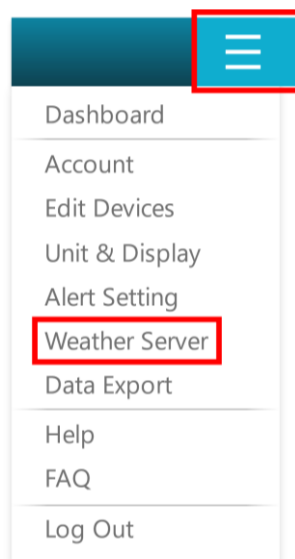 Dashboard
Account
Edit Devices
Unit & Display
Alert Setting
Weather Server
Data Export
Help
FAQ
Log Out